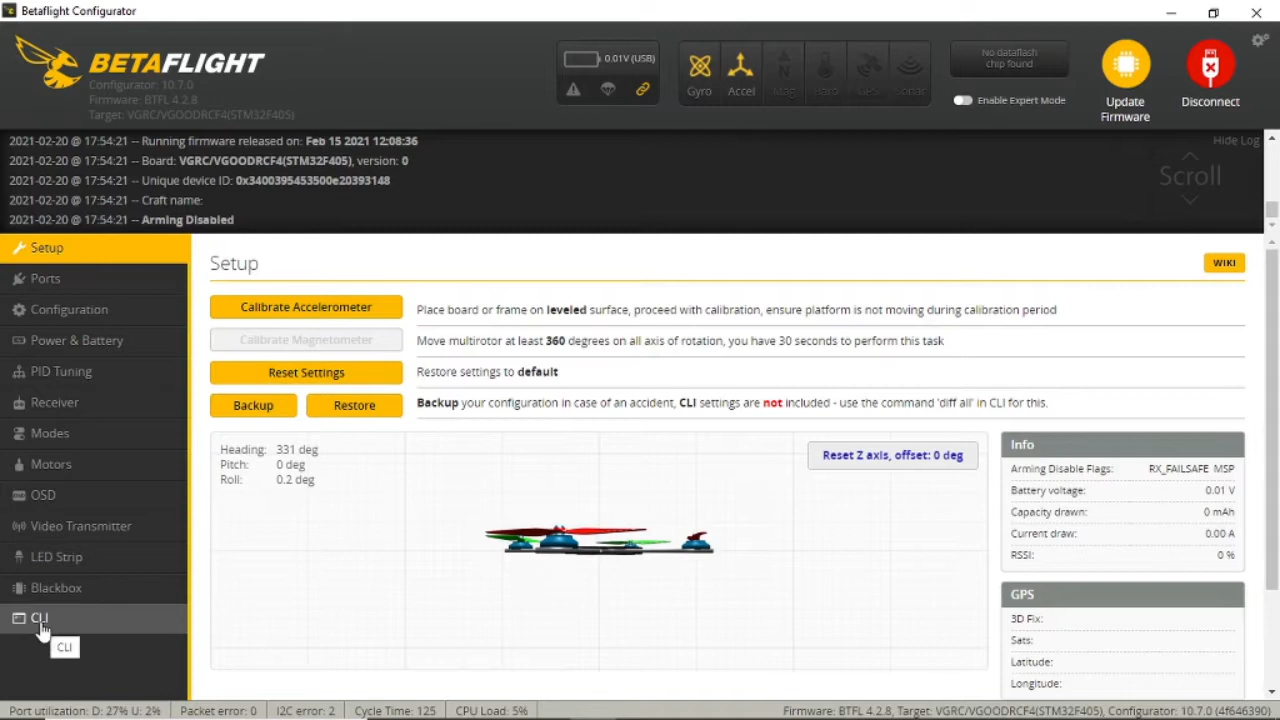 Betaflight Configurator
BETAFLIGHT
Configurator: 10.7.0
Firmware: BTFL 4.2.8
Target: VGRC/VGOODRCF4(STM32F405)
0.01V (USB)
Gyro
Accel
Mag
Baro
GPS
Sonar
No dataflash
chip found
Enable Expert Mode
Update
Firmware
Disconnect
2021-02-20 @ 17:54:21 -- Running firmware released on: Feb 15 2021 12:08:36
2021-02-20 @ 17:54:21 -- Board: VGRC/VGOODRCF4(STM32F405), version: 0
2021-02-20 @ 17:54:21 -- Unique device ID: 0x3400395453500e20393148
2021-02-20 @ 17:54:21 -- Craft name:
2021-02-20 @ 17:54:21 -- Arming Disabled
Hide Log
Scroll
Setup
Ports
Configuration
Power & Battery
PID Tuning
Receiver
Modes
Motors
OSD
Video Transmitter
LED Strip
Blackbox
CLI
CLI
Setup
WIKI
Calibrate Accelerometer
Place board or frame on leveled surface, proceed with calibration, ensure platform is not moving during calibration period
Calibrate Magnetometer
Move multirotor at least 360 degrees on all axis of rotation, you have 30 seconds to perform this task
Reset Settings
Restore settings to default
Backup
Restore
Backup your configuration in case of an accident, CLI settings are not included - use the command 'diff all' in CLI for this.
Heading: 331 deg
Pitch: 0 deg
Roll: 0.2 deg
Reset Z axis, offset: 0 deg
Info
Arming Disable Flags: RX_FAILSAFE MSP
Battery voltage: 0.01 V
Capacity drawn: 0 mAh
Current draw: 0.00 A
RSSI: 0 %
GPS
3D Fix:
Sats:
Latitude:
Longitude:
Port utilization: D: 27% U: 2%
Packet error: 0
I2C error: 2
Cycle Time: 125
CPU Load: 5%
Firmware: BTFL 4.2.8, Target: VGRC/VGOODRCF4(STM32F405), Configurator: 10.7.0 (4f646390)